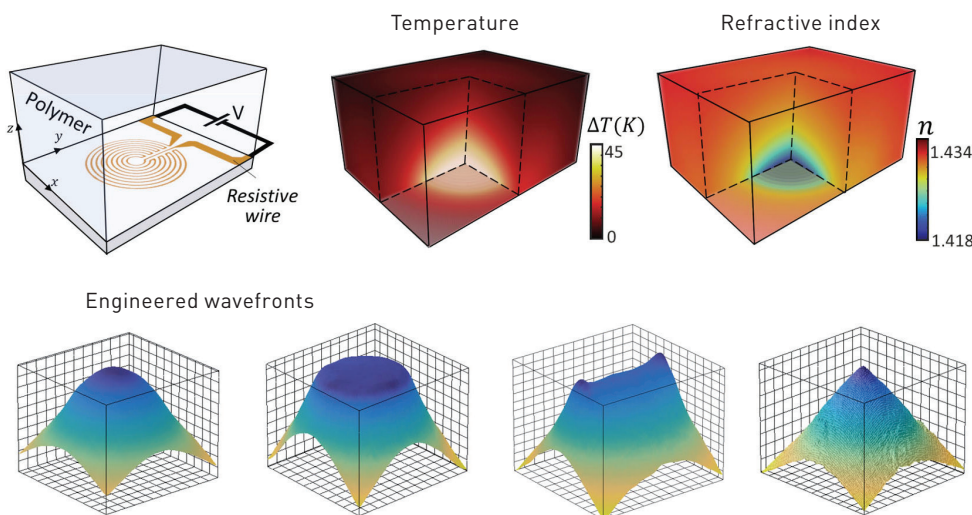 Temperature
Refractive index
Polymer
V
z
y
x
Resistive
wire
ΔT(K)
45
0
n
1.434
1.418
Engineered wavefronts